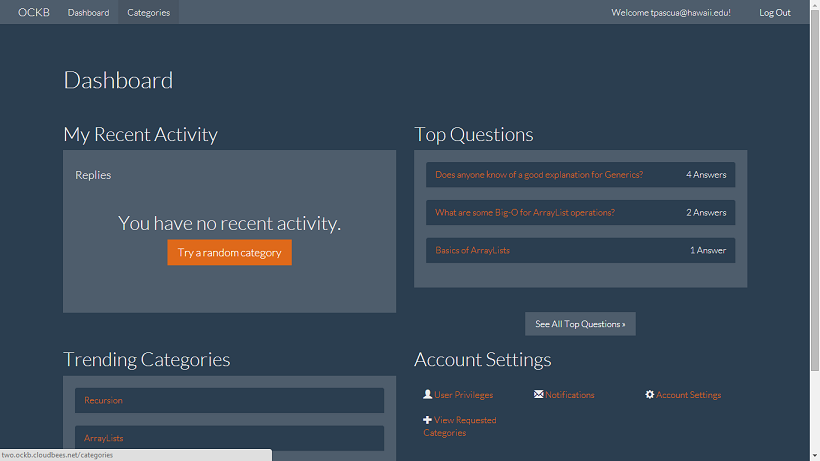 OCKB Dashboard Categories Welcome tpascua@hawaii.edu! Log Out
Dashboard
My Recent Activity
Replies
You have no recent activity.
Try a random category
Top Questions
Does anyone know of a good explanation for Generics? 4 Answers
What are some Big-O for ArrayList operations? 2 Answers
Basics of ArrayLists 1 Answer
See All Top Questions »
Trending Categories
Recursion
ArrayLists
Account Settings
User Privileges Notifications Account Settings
View Requested
Categories
two.ockb.cloudbees.net/categories